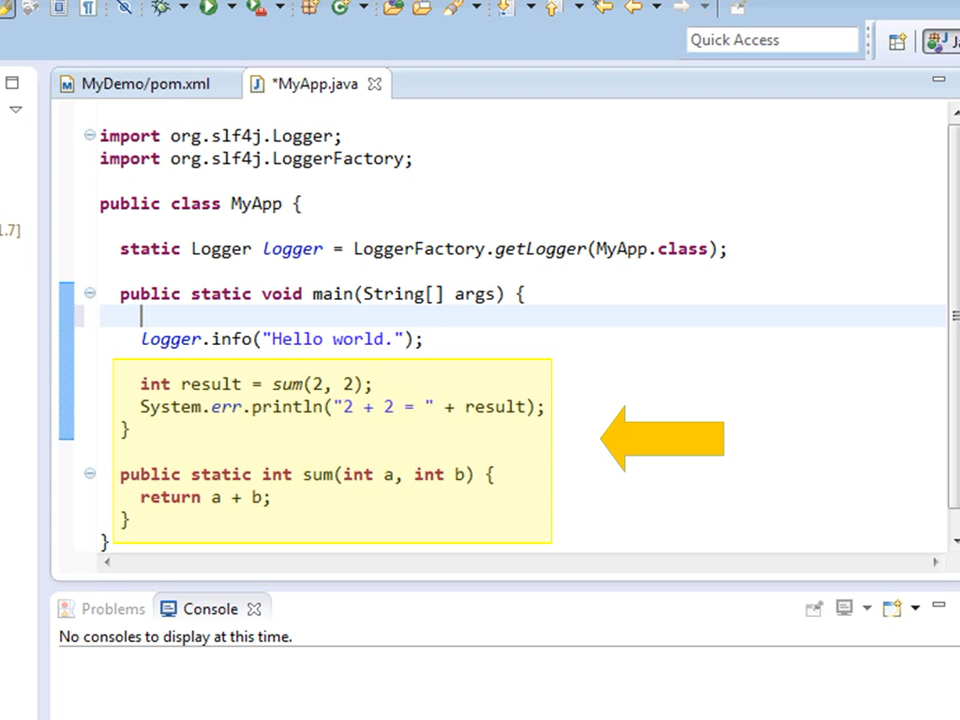 Quick Access
MyDemo/pom.xml
*MyApp.java
import org.slf4j.Logger;
import org.slf4j.LoggerFactory;
public class MyApp {
1.7]
static Logger logger = LoggerFactory.getLogger(MyApp.class);
public static void main(String[] args) {
logger.info("Hello world.");
int result = sum(2, 2);
System.err.println("2 + 2 = " + result);
}
public static int sum(int a, int b) {
return a + b;
}
}
Problems
Console
No consoles to display at this time.